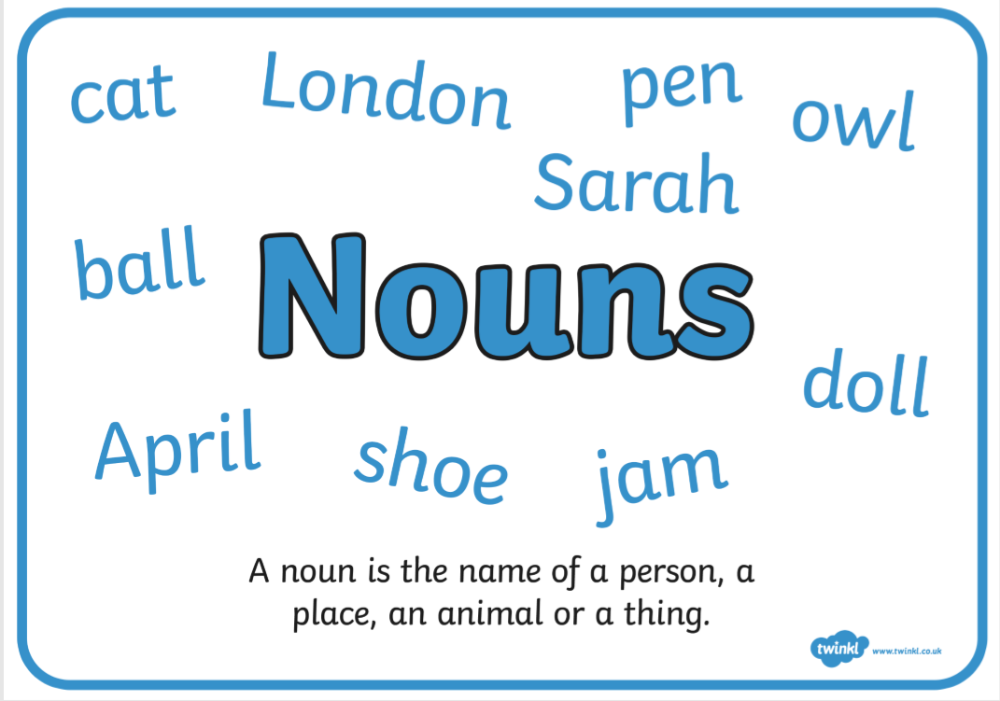 cat London pen owl
Sarah
ball
Nouns
doll
April shoe jam
A noun is the name of a person, a
place, an animal or a thing.
twinkl www.twinkl.co.uk